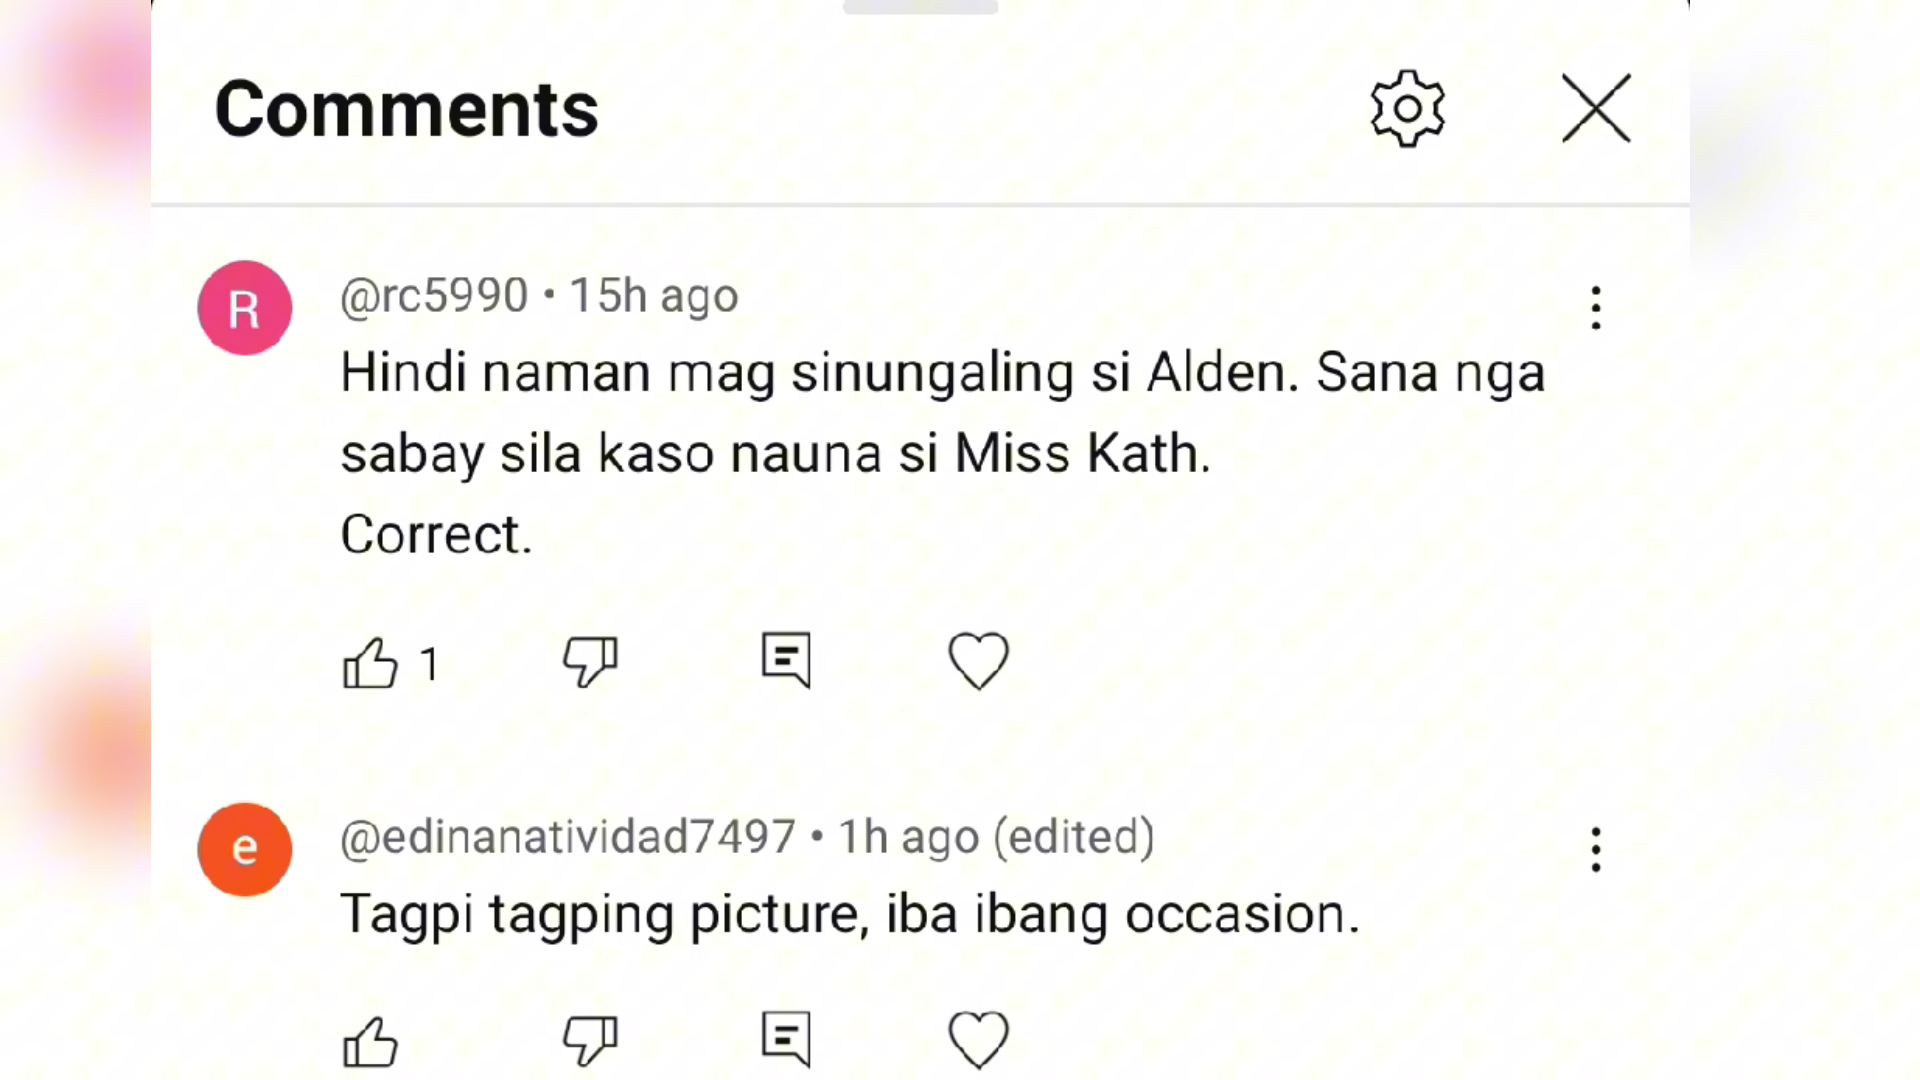 Comments
R
@rc5990 • 15h ago
Hindi naman mag sinungaling si Alden. Sana nga
sabay sila kaso nauna si Miss Kath.
Correct.
1
e
@edinanatividad7497 • 1h ago (edited)
Tagpi tagping picture, iba ibang occasion.